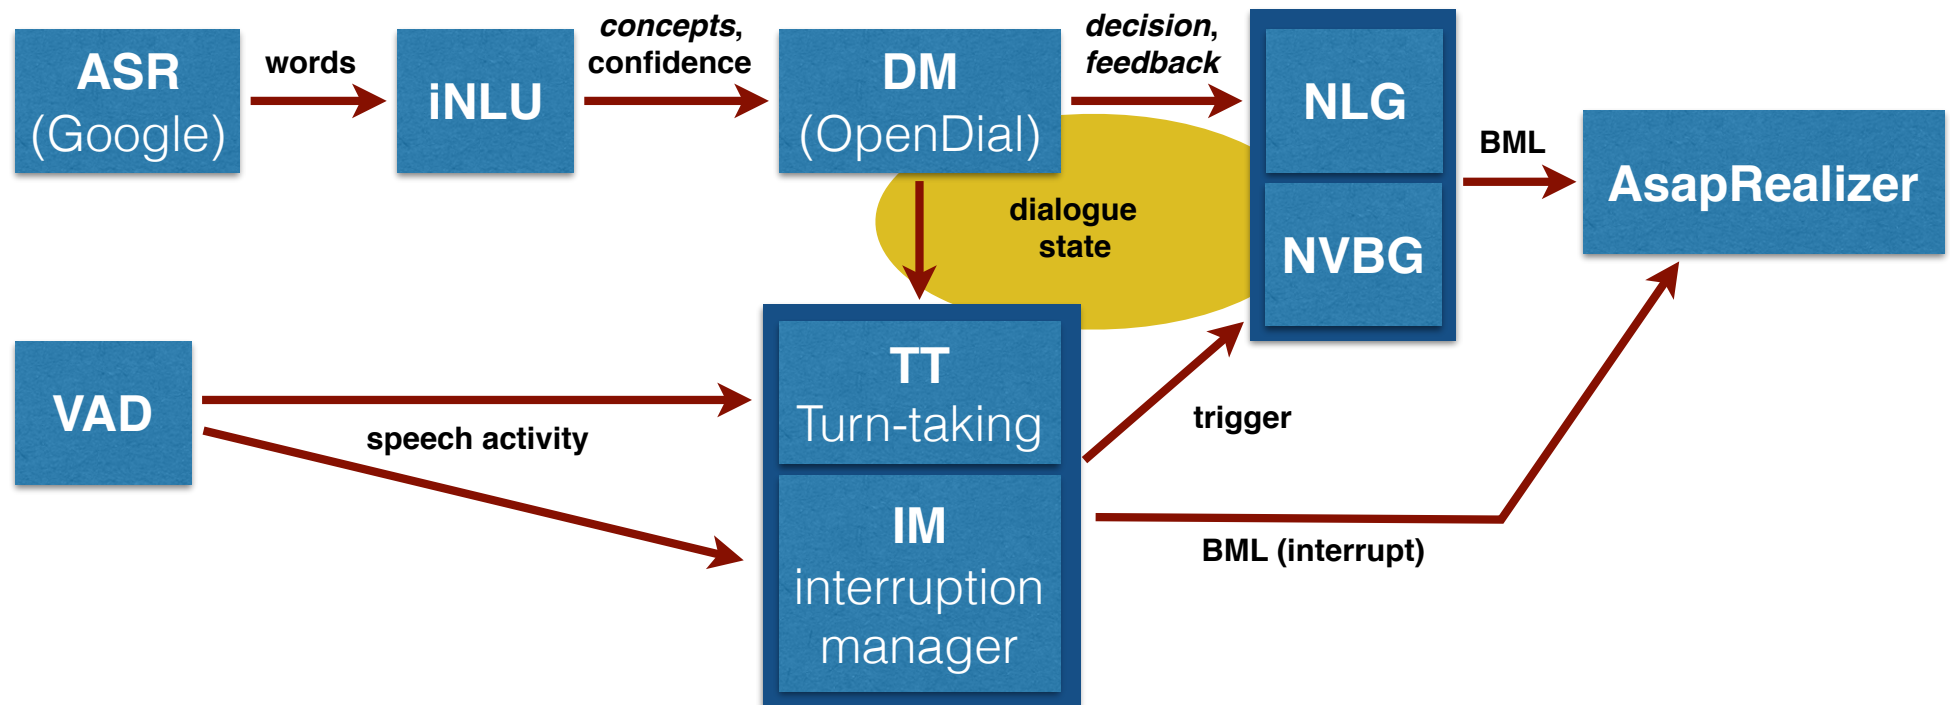 ASR
(Google)
words
iNLU
concepts,
confidence
DM
(OpenDial)
decision,
feedback
NLG
NVBG
BML
AsapRealizer
dialogue
state
VAD
speech activity
TT
Turn-taking
IM
interruption
manager
trigger
BML (interrupt)